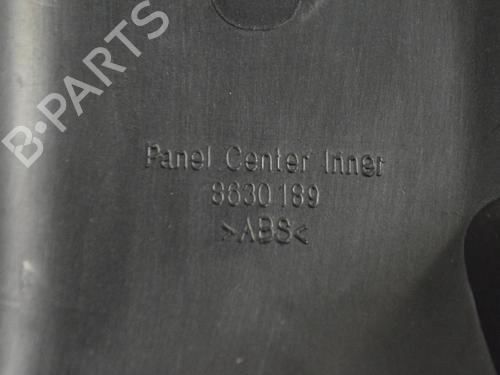 B-PARTS
Panel Center Inner
8630189
>ABS<